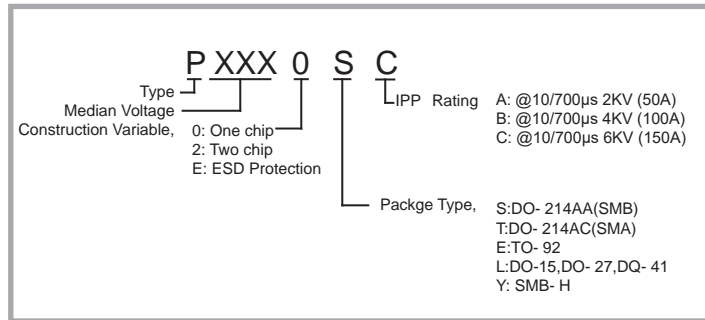 P XXX 0 S C
Type
Median Voltage
Construction Variable,
0: One chip
2: Two chip
E: ESD Protection
IPP Rating
A: @10/700μs 2KV (50A)
B: @10/700μs 4KV (100A)
C: @10/700μs 6KV (150A)
Packge Type,
S:DO- 214AA(SMB)
T:DO- 214AC(SMA)
E:TO- 92
L:DO-15,DO- 27,DQ- 41
Y: SMB- H